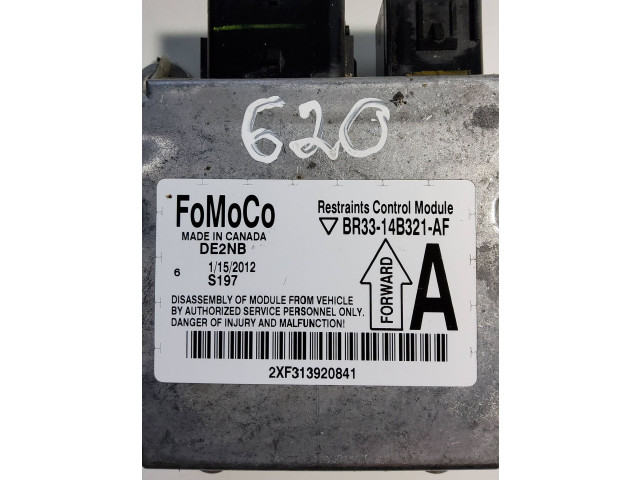 620
FoMoCo
MADE IN CANADA
DE2NB
6 1/15/2012
S197
Restraints Control Module
BR33-14B321-AF
FORWARD
A
DISASSEMBLY OF MODULE FROM VEHICLE
BY AUTHORIZED SERVICE PERSONNEL ONLY.
DANGER OF INJURY AND MALFUNCTION!
2XF313920841